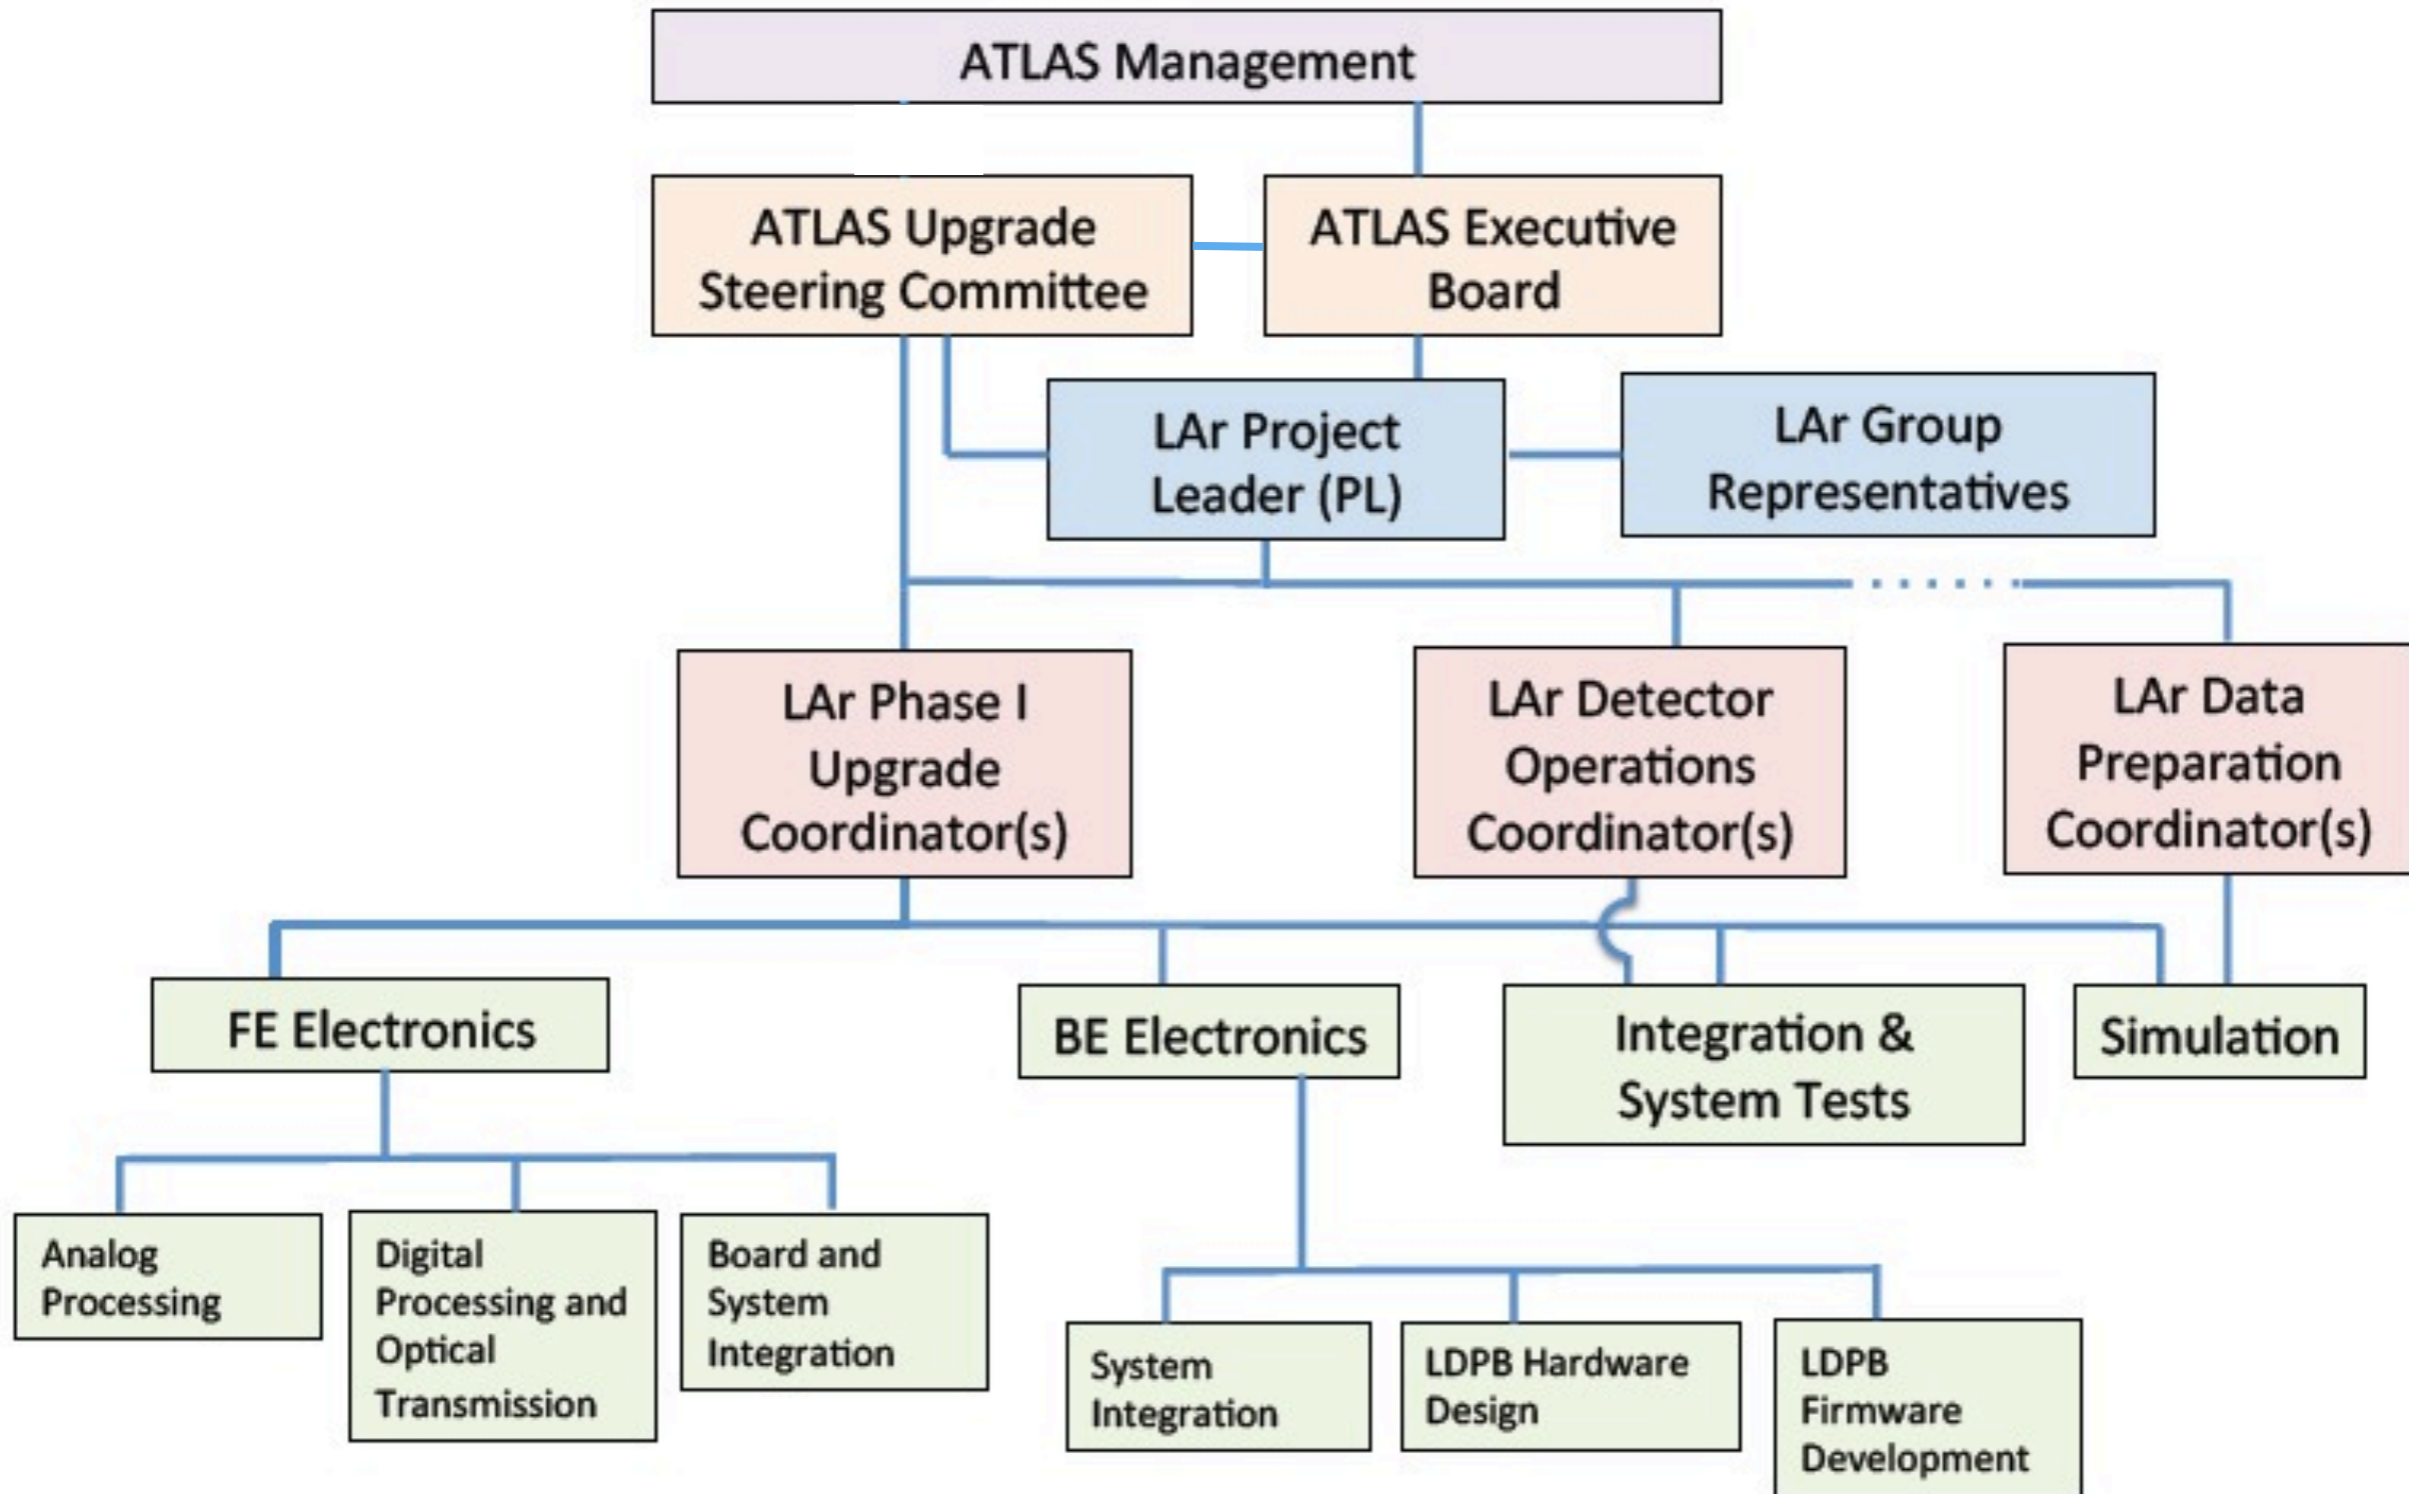 ATLAS Management
ATLAS Upgrade
Steering Committee
ATLAS Executive
Board
LAr Project
Leader (PL)
LAr Group
Representatives
LAr Phase I
Upgrade
Coordinator(s)
LAr Detector
Operations
Coordinator(s)
LAr Data
Preparation
Coordinator(s)
FE Electronics
BE Electronics
Integration &
System Tests
Simulation
Analog
Processing
Digital
Processing and
Optical
Transmission
Board and
System
Integration
System
Integration
LDPB Hardware
Design
LDPB
Firmware
Development